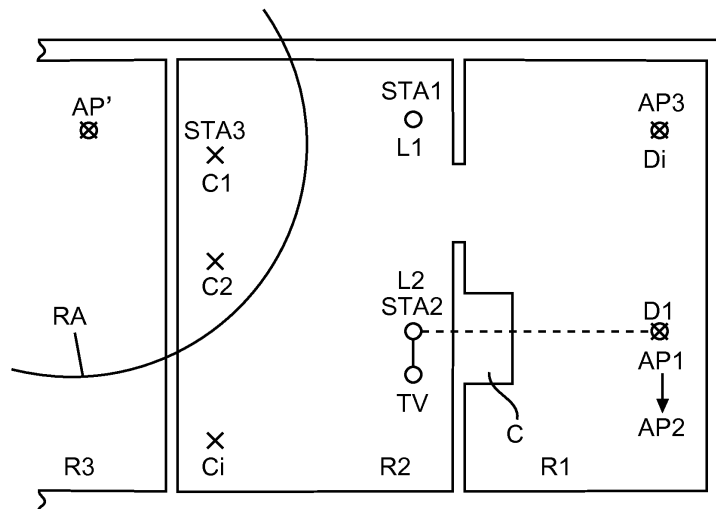 AP’
STA3
C1
C2
Ci
RA
R3
STA1
L1
L2
STA2
TV
R2
AP3
Di
D1
AP1
AP2
C
R1